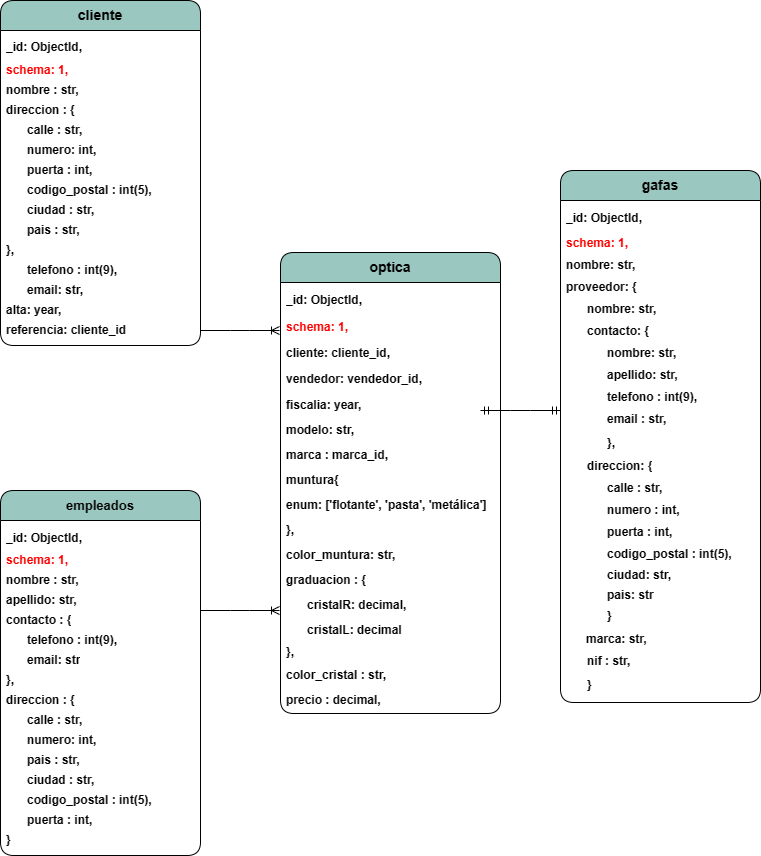 cliente
_id: ObjectId,
schema: 1,
nombre : str,
direccion : {
calle : str,
numero: int,
puerta : int,
codigo_postal : int(5),
ciudad : str,
pais : str,
},
telefono : int(9),
email: str,
alta: year,
referencia: cliente_id
empleados
_id: ObjectId,
schema: 1,
nombre : str,
apellido: str,
contacto : {
telefono : int(9),
email: str
},
direccion : {
calle : str,
numero: int,
pais : str,
ciudad : str,
codigo_postal : int(5),
puerta : int,
}
optica
_id: ObjectId,
schema: 1,
cliente: cliente_id,
vendedor: vendedor_id,
fiscalia: year,
modelo: str,
marca : marca_id,
muntura{
enum: ['flotante', 'pasta', 'metálica']
},
color_muntura: str,
graduacion : {
cristalR: decimal,
cristalL: decimal
},
color_cristal : str,
precio : decimal,
gafas
_id: ObjectId,
schema: 1,
nombre: str,
proveedor: {
nombre: str,
contacto: {
nombre: str,
apellido: str,
telefono : int(9),
email : str,
},
direccion: {
calle : str,
numero : int,
puerta : int,
codigo_postal : int(5),
ciudad: str,
pais: str
}
marca: str,
nif : str,
}